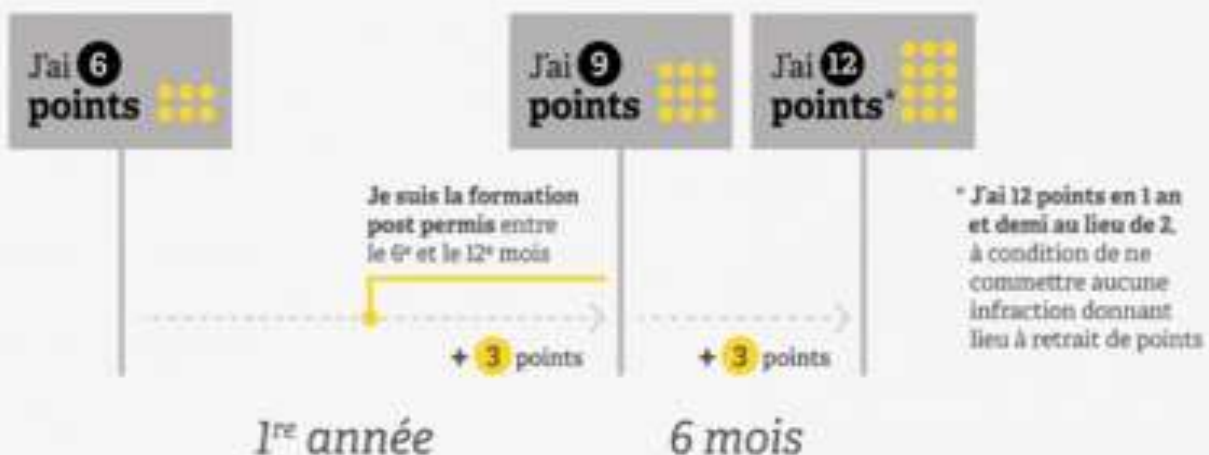 J'ai 6
points
J'ai 9
points
J'ai 12
points*
Je suis la formation
post permis entre
le 6e et le 12e mois
* J'ai 12 points en 1 an
et demi au lieu de 2,
à condition de ne
commettre aucune
infraction donnant
lieu à retrait de points
+ 3 points
+ 3 points
1re année
6 mois